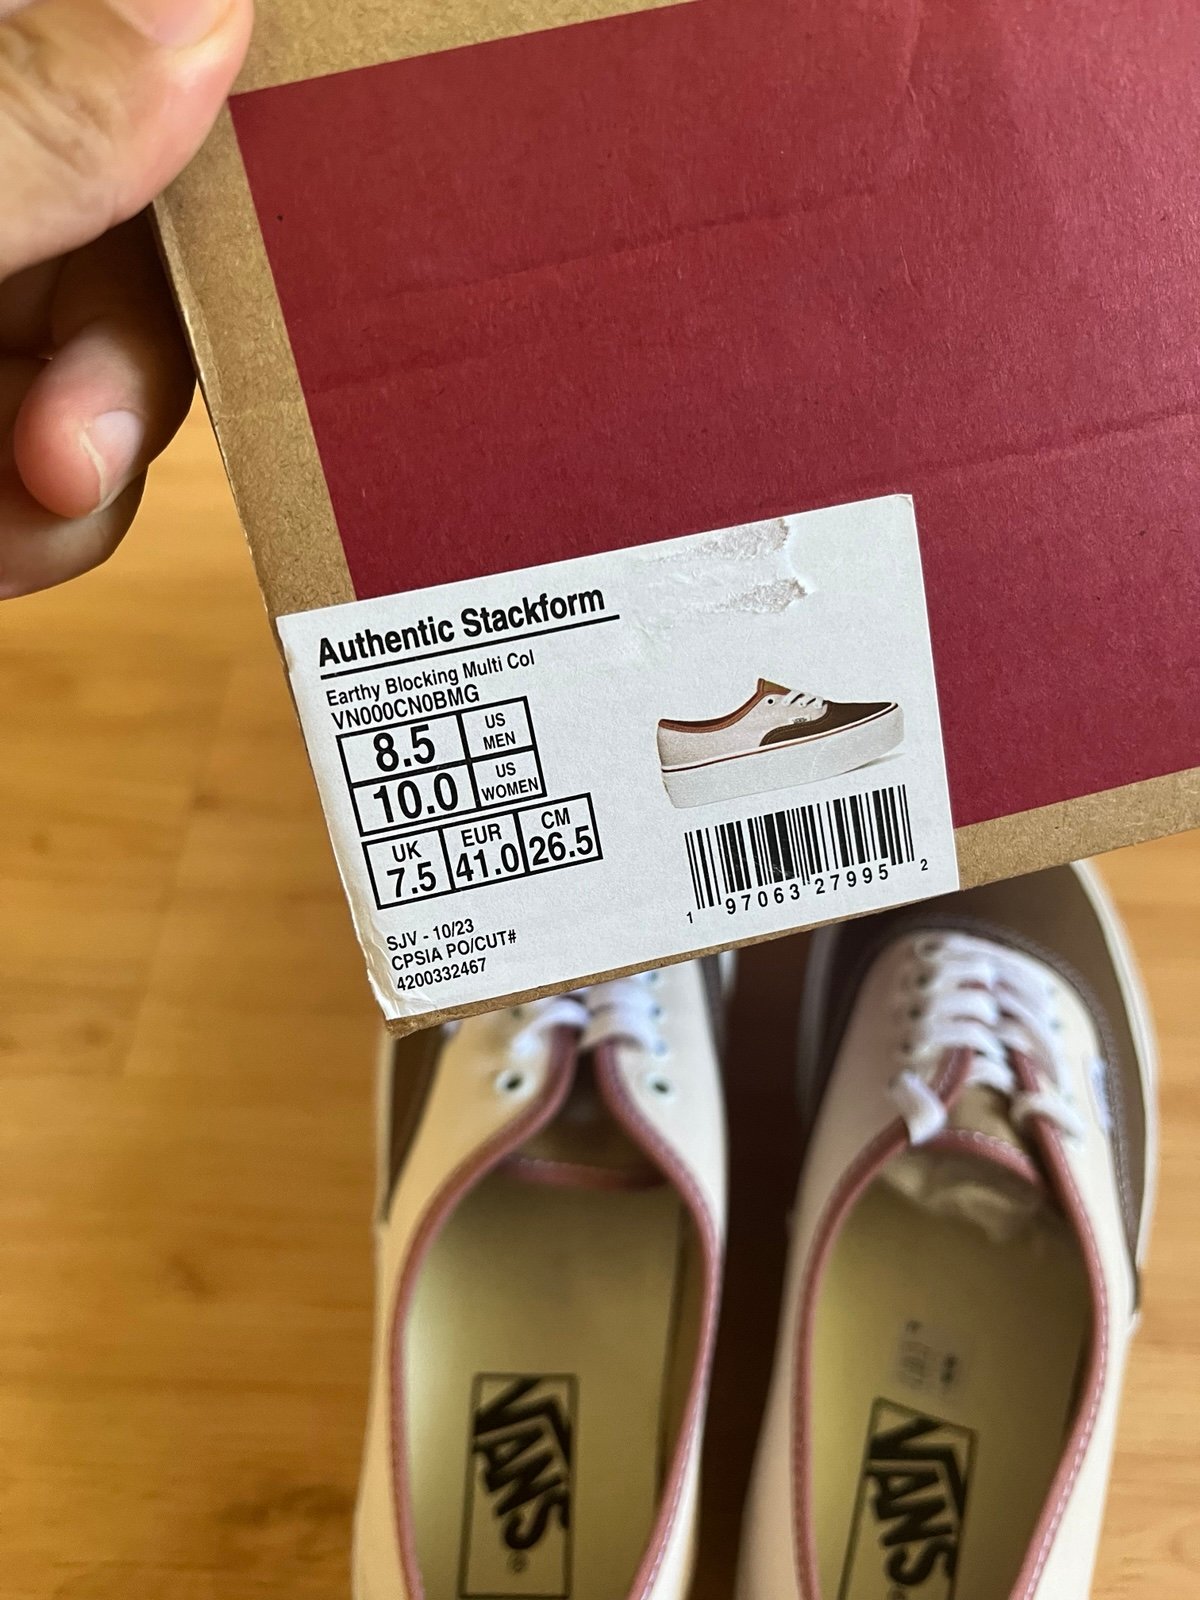 Authentic Stackform
Earthy Blocking Multi Col
VN000CN0BMG
8.5 US MEN
10.0 US WOMEN
UK 7.5 EUR 41.0 CM 26.5
1 97063 27995 2
SJV - 10/23
CPSIA PO/CUT#
4200332467
VANS
VANS